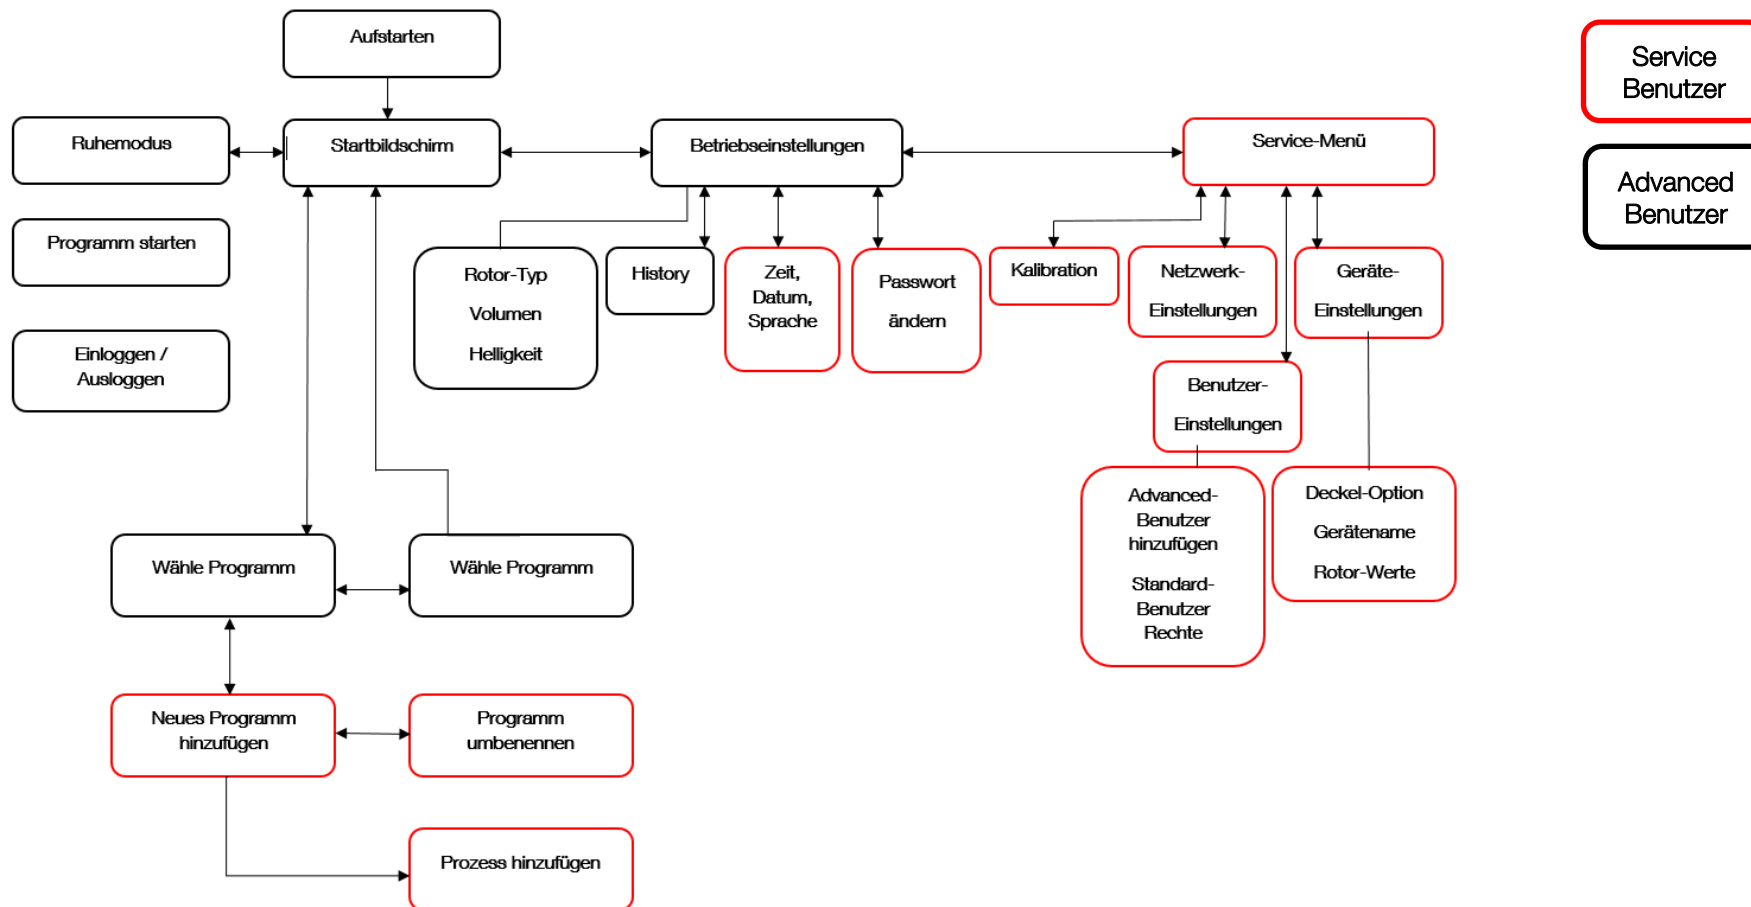 Aufstarten
Service
Benutzer
Ruhemodus
Startbildschirm
Betriebseinstellungen
Service-Menü
Advanced
Benutzer
Programm starten
Rotor-Typ
Volumen
Helligkeit
History
Zeit,
Datum,
Sprache
Passwort
ändern
Kalibration
Netzwerk-
Einstellungen
Geräte-
Einstellungen
Einloggen /
Ausloggen
Benutzer-
Einstellungen
Advanced-
Benutzer
hinzufügen
Standard-
Benutzer
Rechte
Deckel-Option
Gerätename
Rotor-Werte
Wähle Programm
Wähle Programm
Neues Programm
hinzufügen
Programm
umbenennen
Prozess hinzufügen